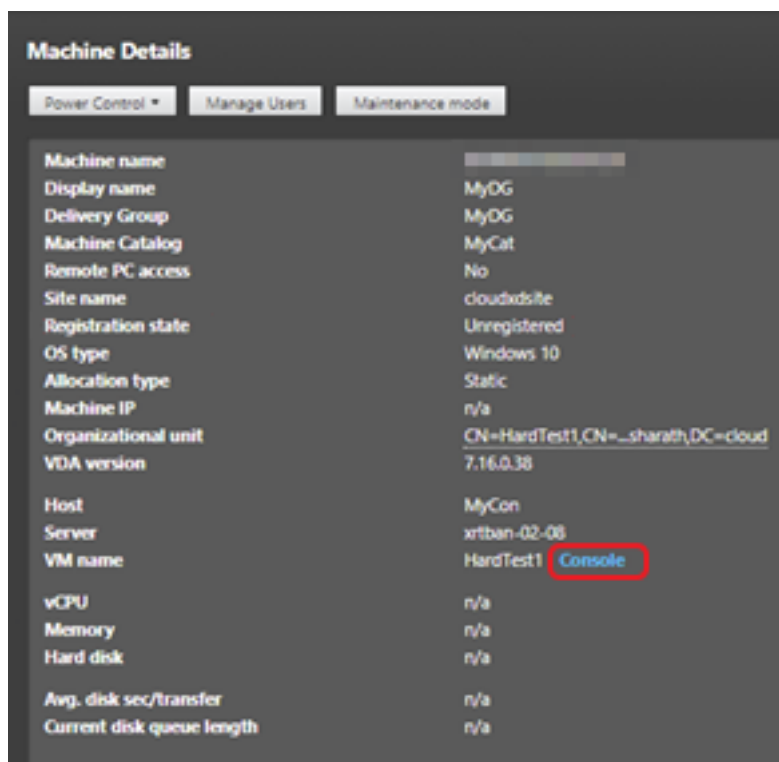 Machine Details
Power Control Manage Users Maintenance mode
Machine name
Display name MyDG
Delivery Group MyDG
Machine Catalog MyCat
Remote PC access No
Site name cloudxdsite
Registration state Unregistered
OS type Windows 10
Allocation type Static
Machine IP n/a
Organizational unit CN=HardTest1,CN=...sharath,DC=cloud
VDA version 7.16.0.38
Host MyCon
Server xrtban-02-08
VM name HardTest1 Console
vCPU n/a
Memory n/a
Hard disk n/a
Avg. disk sec/transfer n/a
Current disk queue length n/a